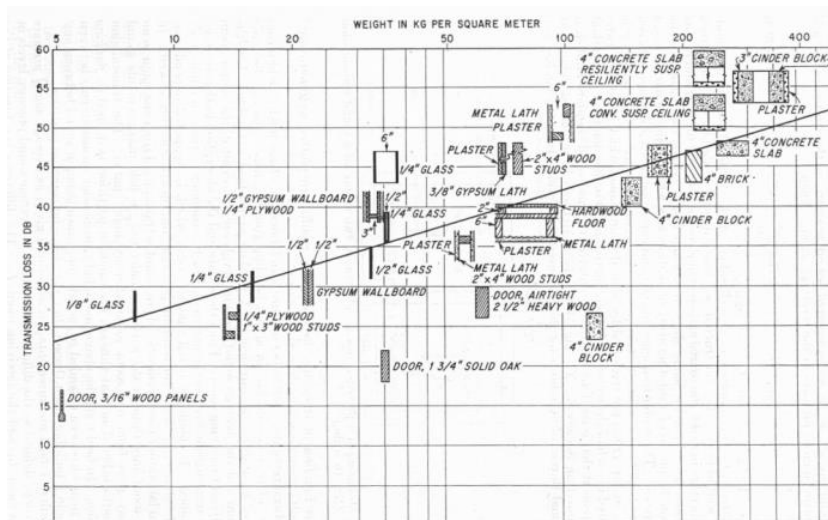 WEIGHT IN KG PER SQUARE METER
5 10 20 50 100 200 400
TRANSMISSION LOSS IN DB
60
55
50
45
40
35
30
25
20
15
10
5
4" CONCRETE SLAB
RESILIENTLY SUSP.
CEILING
3" CINDER BLOCK
PLASTER
4" CONCRETE SLAB
CONV. SUSP. CEILING
6"
METAL LATH
PLASTER
6"
1/4" GLASS
PLASTER
2"x 4" WOOD
STUDS
3/8" GYPSUM LATH
4" CONCRETE
SLAB
4" BRICK
PLASTER
4" CINDER BLOCK
1/2" GYPSUM WALLBOARD
1/4" PLYWOOD
3"
1/2"
1/4" GLASS
2"
6"
HARDWOOD
FLOOR
METAL LATH
PLASTER
PLASTER
METAL LATH
2"x 4" WOOD STUDS
1/2" 1/2"
GYPSUM WALLBOARD
1/2" GLASS
1/4" GLASS
1/8" GLASS
1/4" PLYWOOD
1"x 3" WOOD STUDS
DOOR, AIRTIGHT
2 1/2" HEAVY WOOD
4" CINDER
BLOCK
DOOR, 1 3/4" SOLID OAK
DOOR, 3/16" WOOD PANELS